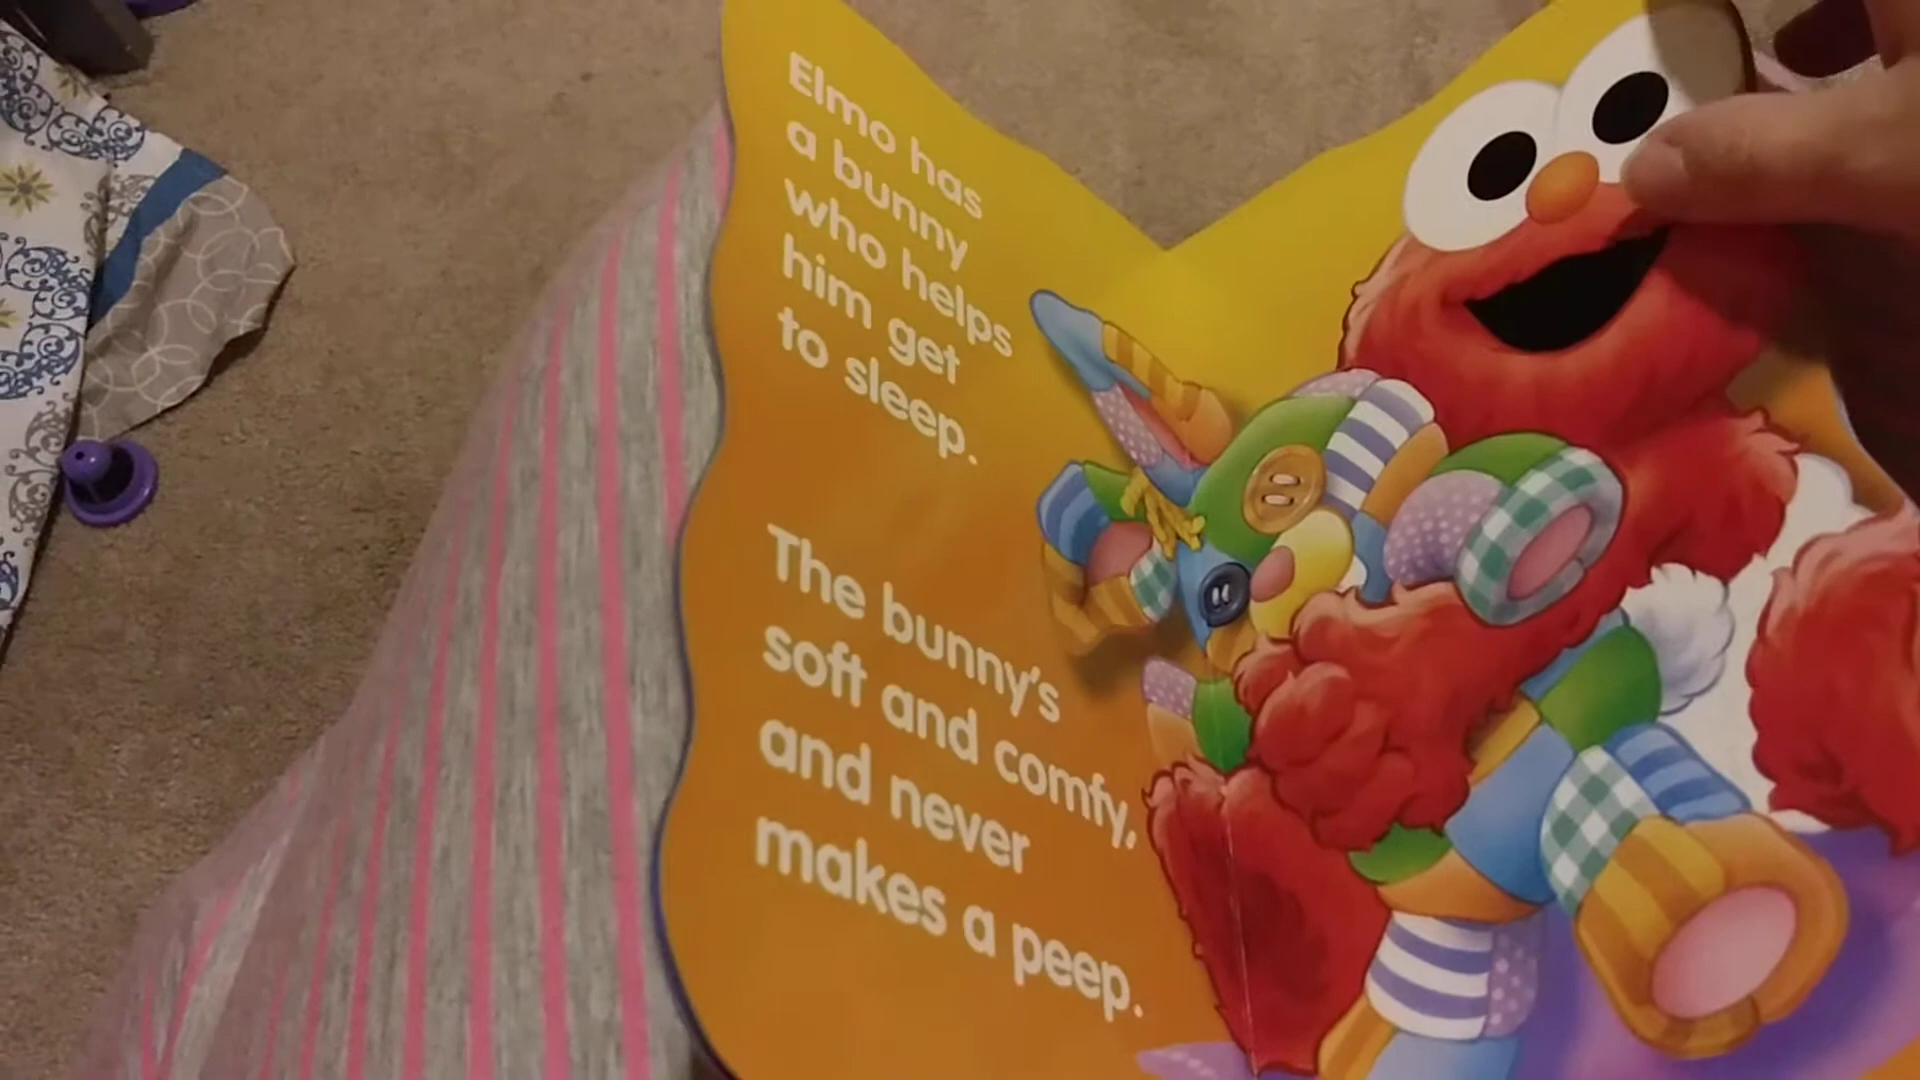 Elmo has
a bunny
who helps
him get
to sleep.
The bunny's
soft and comfy,
and never
makes a peep.